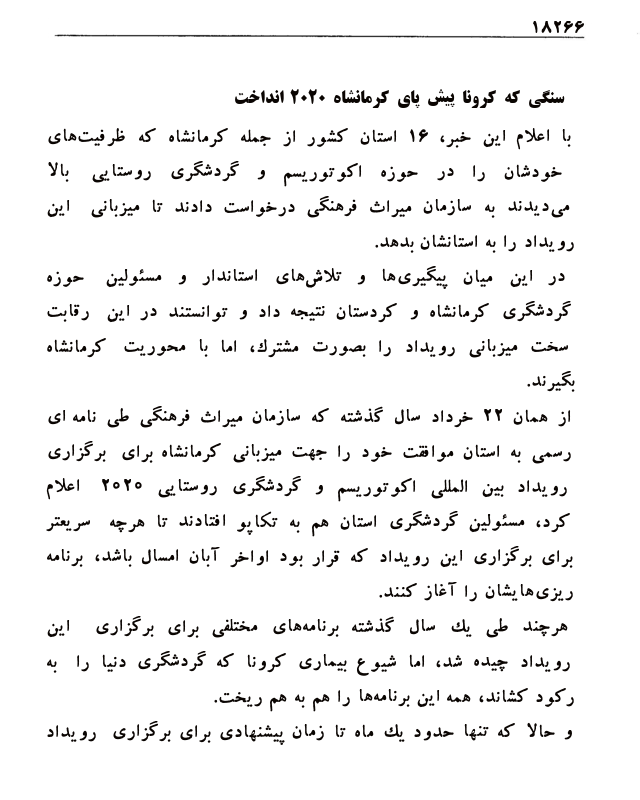 ۱۸۲۶۶
سنگی که کرونا پیش پای کرمانشاه ۲۰۲۰ انداخت
با اعلام این خبر، ۱۶ استان کشور از جمله کرمانشاه که ظرفیت‌های
خودشان را در حوزه اکوتوریسم و گردشگری روستایی بالا
می‌دیدند به سازمان میراث فرهنگی درخواست دادند تا میزبانی این
رویداد را به استانشان بدهد.
در این میان پیگیری‌ها و تلاش‌های استاندار و مسئولین حوزه
گردشگری کرمانشاه و کردستان نتیجه داد و توانستند در این رقابت
سخت میزبانی رویداد را بصورت مشترك، اما با محوریت کرمانشاه
بگیرند.
از همان ۲۲ خرداد سال گذشته که سازمان میراث فرهنگی طی نامه ای
رسمی به استان موافقت خود را جهت میزبانی کرمانشاه برای برگزاری
رویداد بین المللی اکوتوریسم و گردشگری روستایی ۲۰۲۰ اعلام
کرد، مسئولین گردشگری استان هم به تکاپو افتادند تا هرچه سریعتر
برای برگزاری این رویداد که قرار بود اواخر آبان امسال باشد، برنامه
ریزی‌هایشان را آغاز کنند.
هرچند طی یك سال گذشته برنامه‌های مختلفی برای برگزاری این
رویداد چیده شد، اما شیوع بیماری کرونا که گردشگری دنیا را به
رکود کشاند، همه این برنامه‌ها را هم به هم ریخت.
و حالا که تنها حدود یك ماه تا زمان پیشنهادی برای برگزاری رویداد